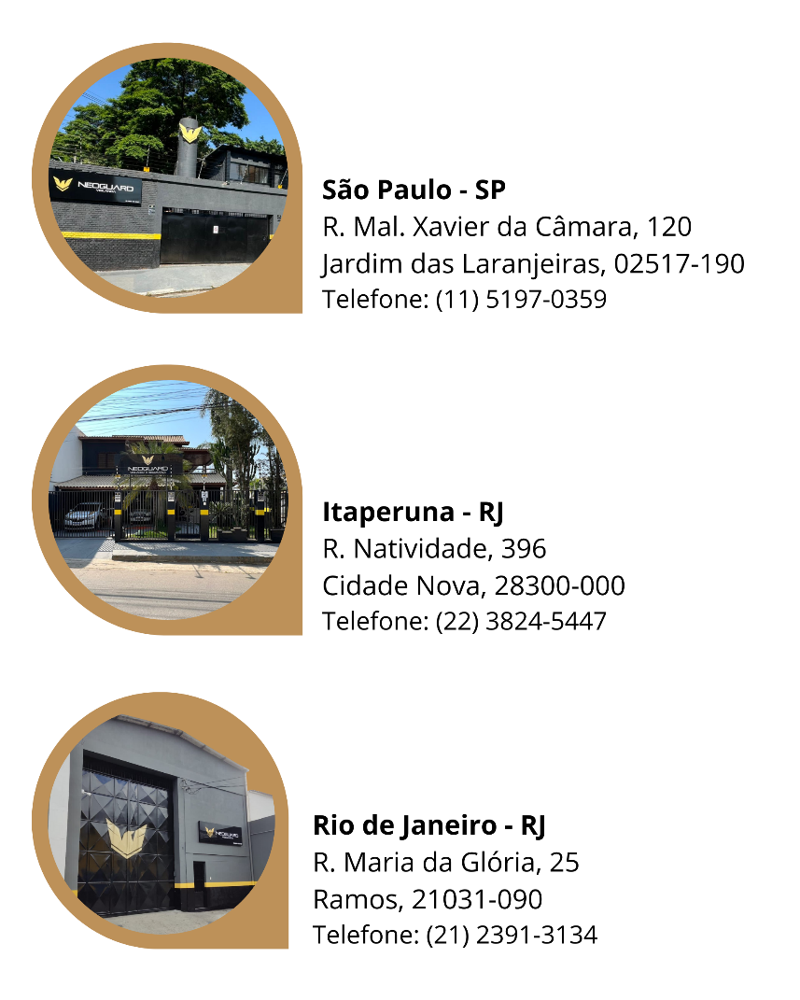 NEOGUARD
VIGILÂNCIA
São Paulo - SP
R. Mal. Xavier da Câmara, 120
Jardim das Laranjeiras, 02517-190
Telefone: (11) 5197-0359
NEOGUARD
Itaperuna - RJ
R. Natividade, 396
Cidade Nova, 28300-000
Telefone: (22) 3824-5447
NEOGUARD
Rio de Janeiro - RJ
R. Maria da Glória, 25
Ramos, 21031-090
Telefone: (21) 2391-3134